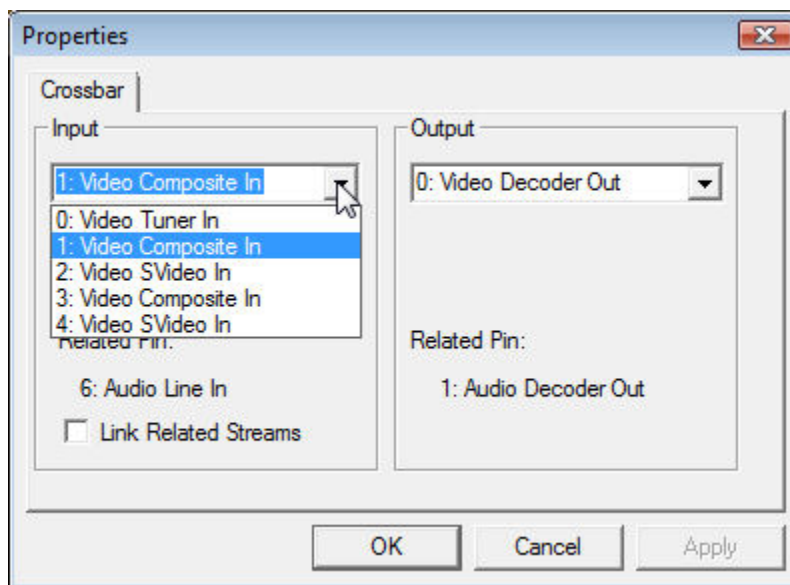 Properties
Crossbar
Input
1: Video Composite In
0: Video Tuner In
1: Video Composite In
2: Video SVideo In
3: Video Composite In
4: Video SVideo In
Related Pin:
6: Audio Line In
Link Related Streams
Output
0: Video Decoder Out
Related Pin:
1: Audio Decoder Out
OK Cancel Apply